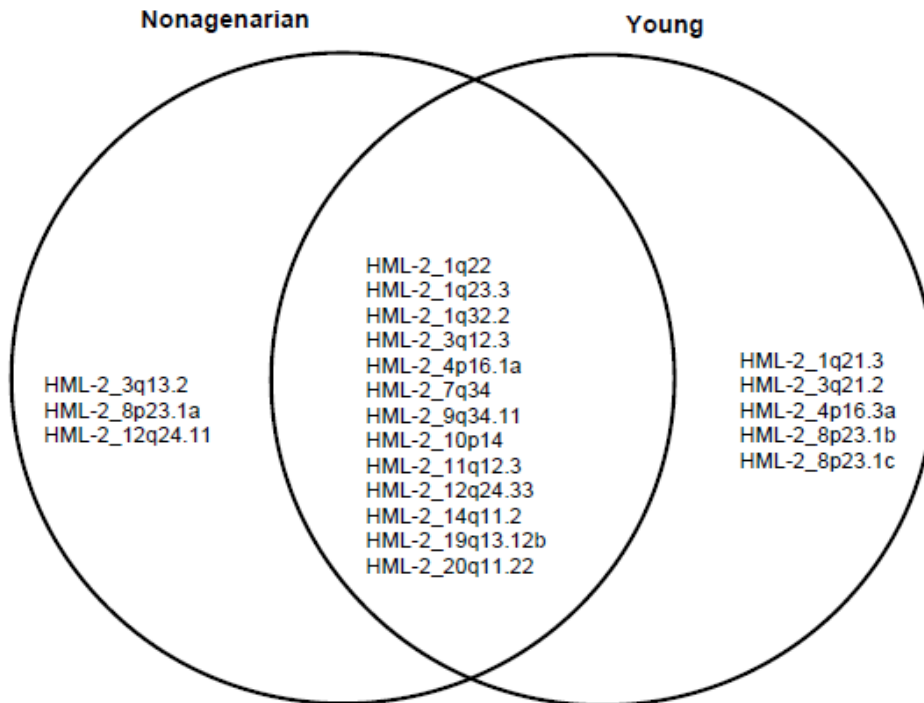 Nonagenarian
Young
HML-2_3q13.2
HML-2_8p23.1a
HML-2_12q24.11
HML-2_1q22
HML-2_1q23.3
HML-2_1q32.2
HML-2_3q12.3
HML-2_4p16.1a
HML-2_7q34
HML-2_9q34.11
HML-2_10p14
HML-2_11q12.3
HML-2_12q24.33
HML-2_14q11.2
HML-2_19q13.12b
HML-2_20q11.22
HML-2_1q21.3
HML-2_3q21.2
HML-2_4p16.3a
HML-2_8p23.1b
HML-2_8p23.1c